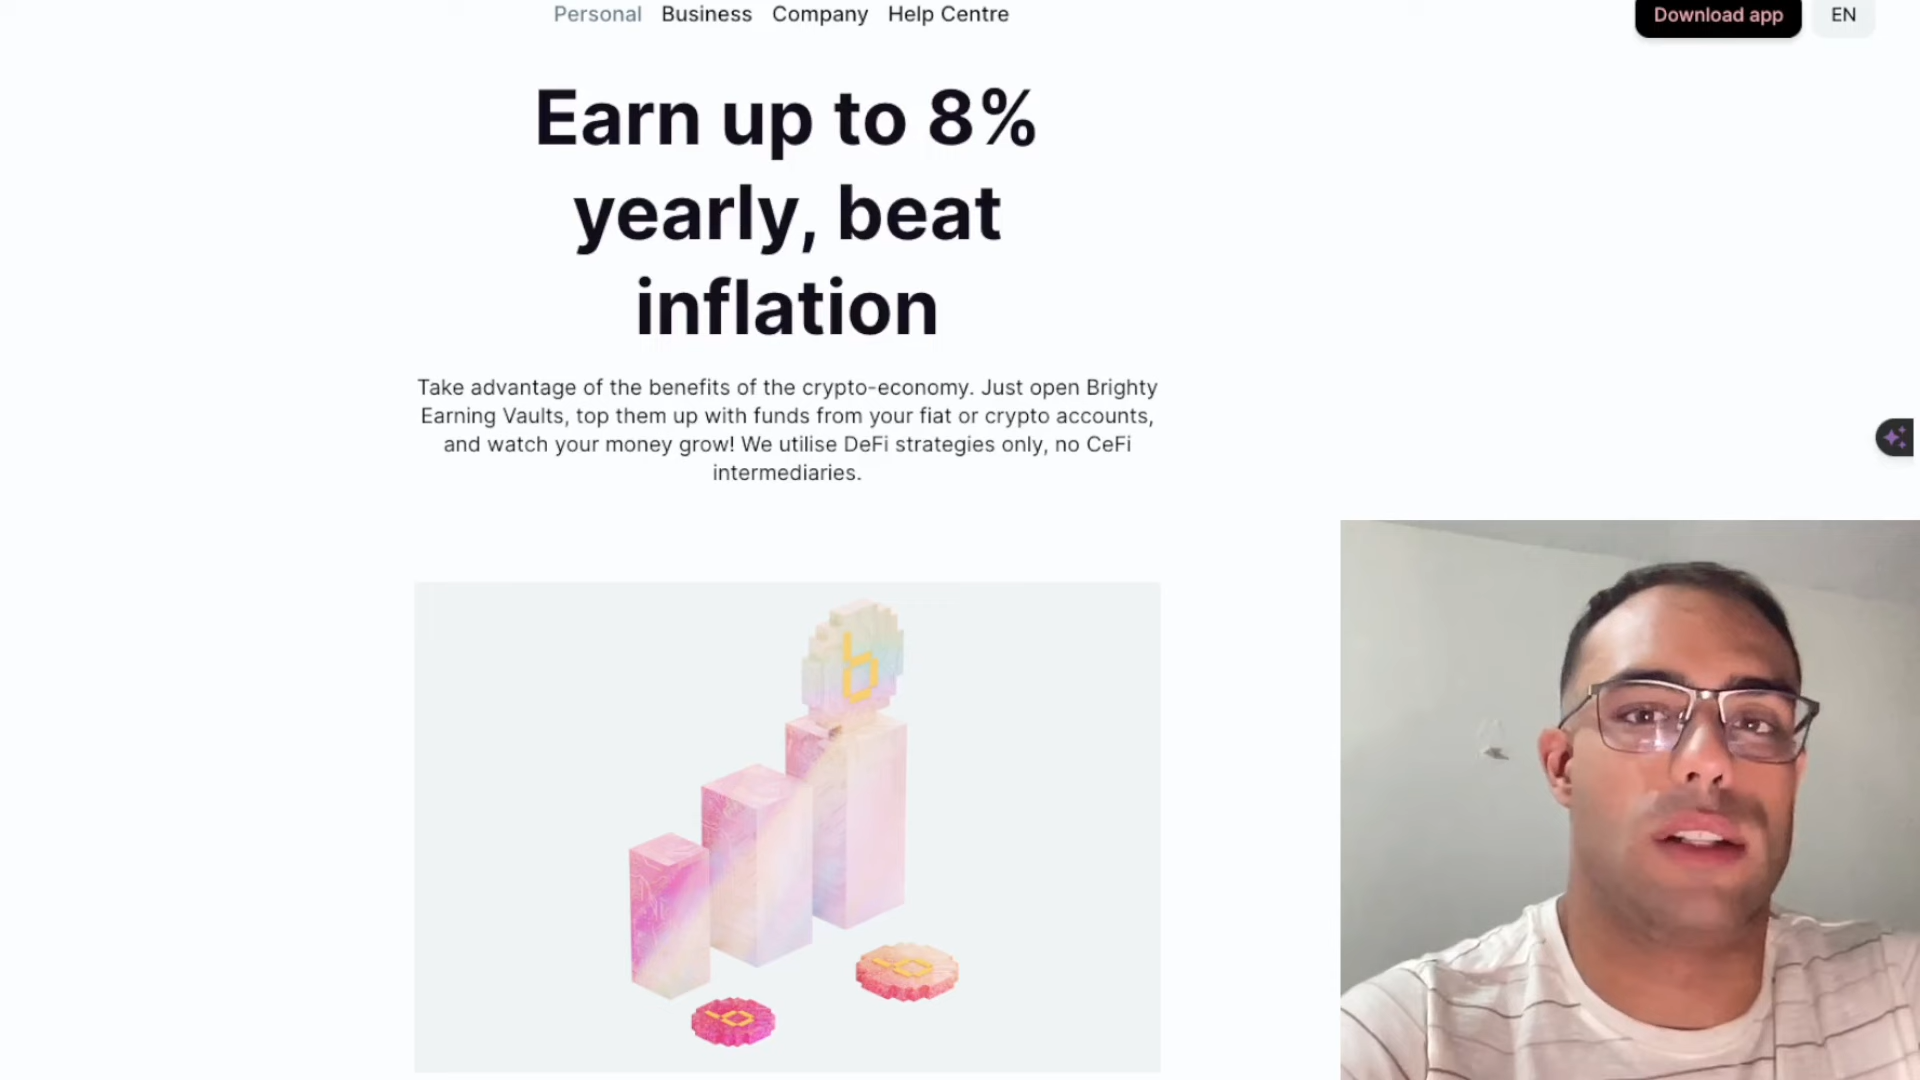 Personal Business Company Help Centre
Download app EN
Earn up to 8%
yearly, beat
inflation
Take advantage of the benefits of the crypto-economy. Just open Brighty
Earning Vaults, top them up with funds from your fiat or crypto accounts,
and watch your money grow! We utilise DeFi strategies only, no CeFi
intermediaries.